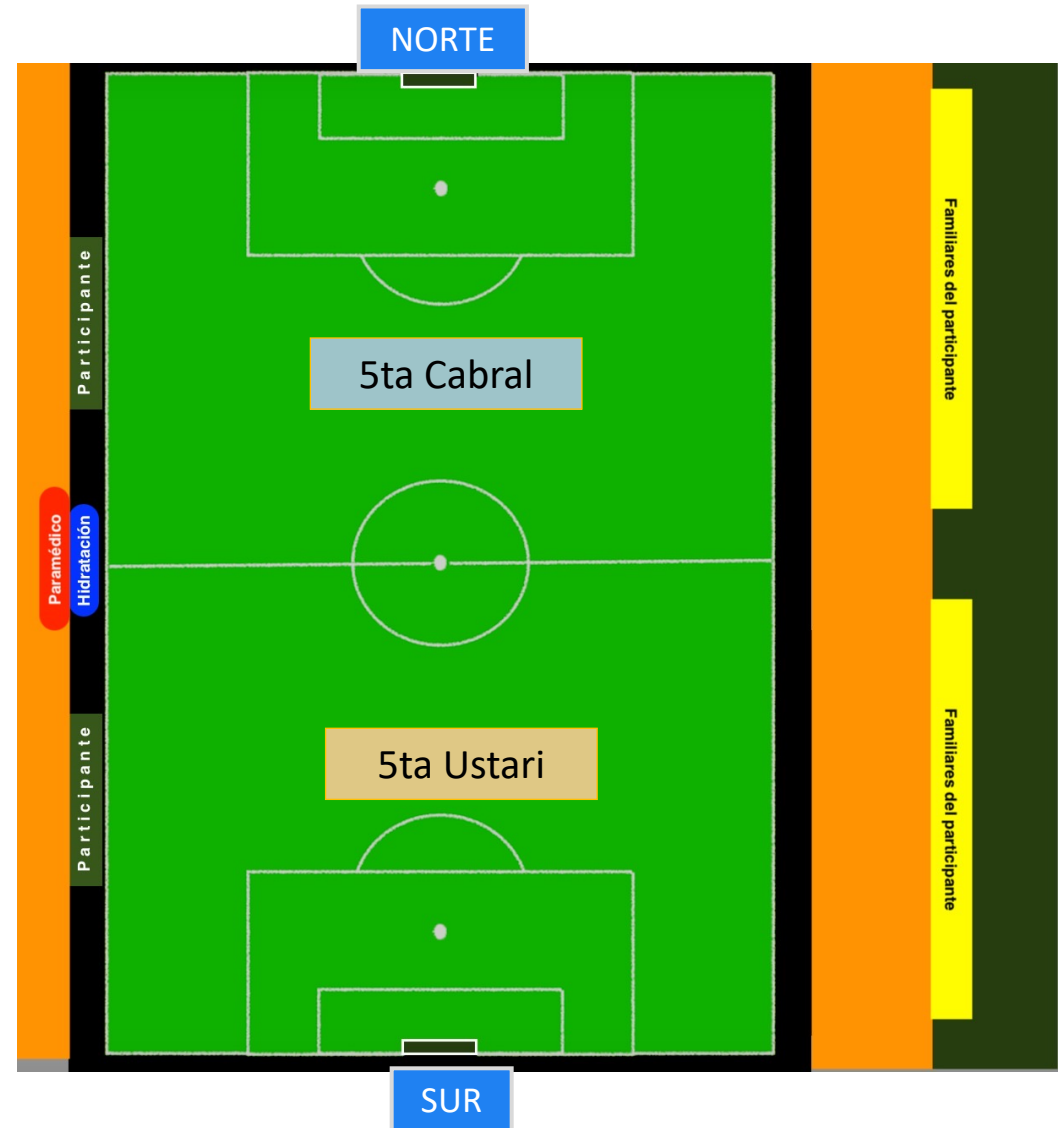 NORTE
Participante
Familiares del participante
5ta Cabral
Paramédico
Hidratación
Participante
Familiares del participante
5ta Ustari
SUR